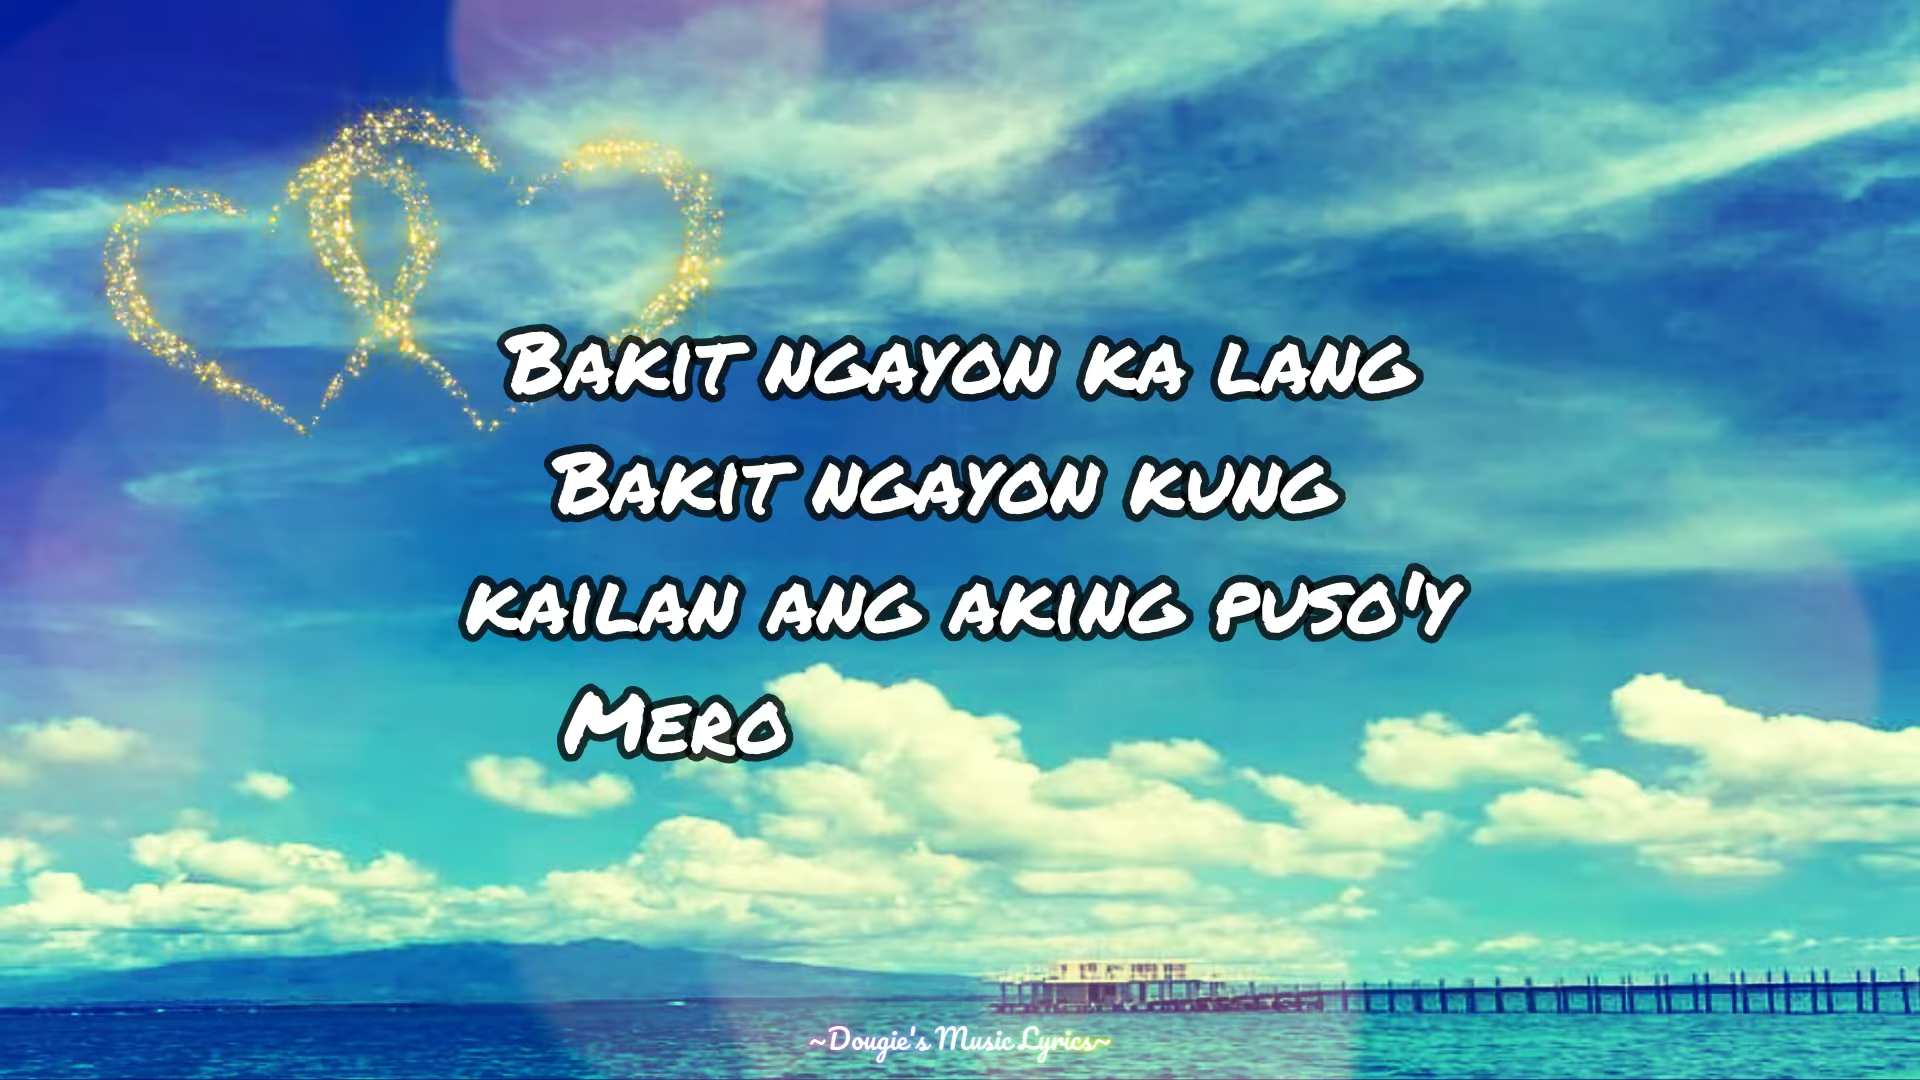 Bakit ngayon ka lang
Bakit ngayon kung
kailan ang aking puso'y
Mero
~Dougie's Music Lyrics~